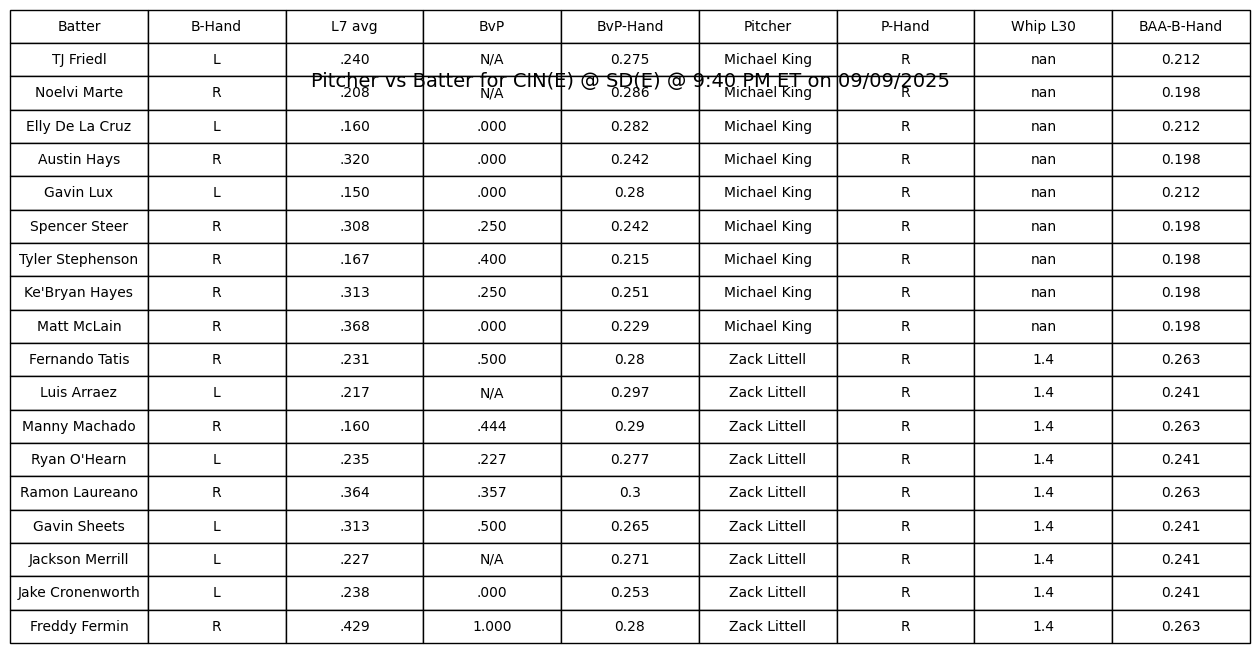 Batter B-Hand L7 avg BvP BvP-Hand Pitcher P-Hand Whip L30 BAA-B-Hand
TJ Friedl L .240 N/A 0.275 Michael King R nan 0.212
Pitcher vs Batter for CIN(E) @ SD(E) @ 9:40 PM ET on 09/09/2025
Noelvi Marte R .208 N/A 0.286 Michael King R nan 0.198
Elly De La Cruz L .160 .000 0.282 Michael King R nan 0.212
Austin Hays R .320 .000 0.242 Michael King R nan 0.198
Gavin Lux L .150 .000 0.28 Michael King R nan 0.212
Spencer Steer R .308 .250 0.242 Michael King R nan 0.198
Tyler Stephenson R .167 .400 0.215 Michael King R nan 0.198
Ke'Bryan Hayes R .313 .250 0.251 Michael King R nan 0.198
Matt McLain R .368 .000 0.229 Michael King R nan 0.198
Fernando Tatis R .231 .500 0.28 Zack Littell R 1.4 0.263
Luis Arraez L .217 N/A 0.297 Zack Littell R 1.4 0.241
Manny Machado R .160 .444 0.29 Zack Littell R 1.4 0.263
Ryan O'Hearn L .235 .227 0.277 Zack Littell R 1.4 0.241
Ramon Laureano R .364 .357 0.3 Zack Littell R 1.4 0.263
Gavin Sheets L .313 .500 0.265 Zack Littell R 1.4 0.241
Jackson Merrill L .227 N/A 0.271 Zack Littell R 1.4 0.241
Jake Cronenworth L .238 .000 0.253 Zack Littell R 1.4 0.241
Freddy Fermin R .429 1.000 0.28 Zack Littell R 1.4 0.263